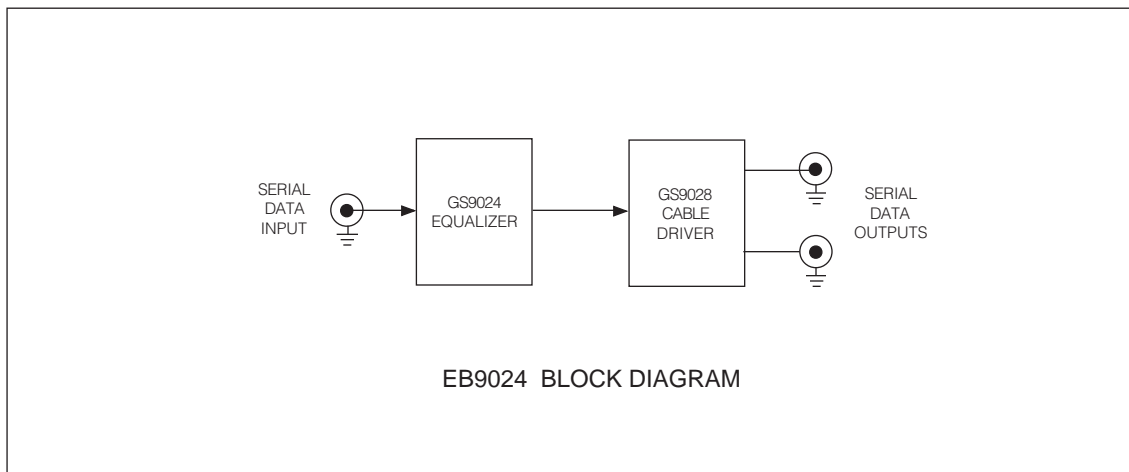 SERIAL
DATA
INPUT
GS9024
EQUALIZER
GS9028
CABLE
DRIVER
SERIAL
DATA
OUTPUTS
EB9024 BLOCK DIAGRAM